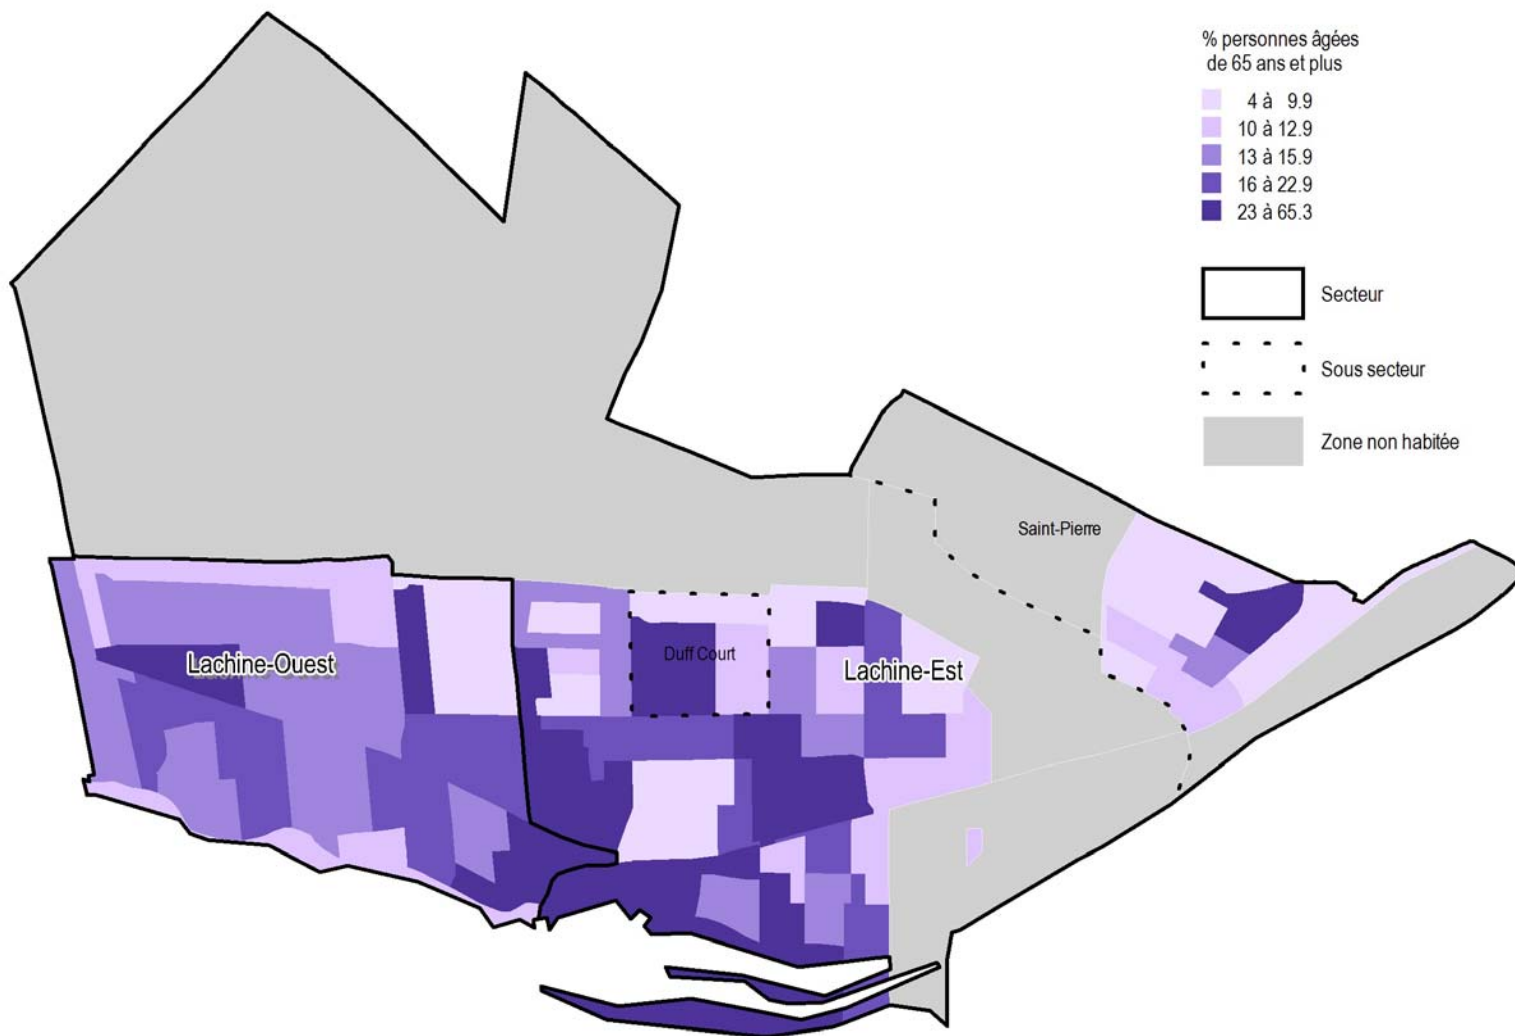 % personnes âgées
de 65 ans et plus
4 à 9.9
10 à 12.9
13 à 15.9
16 à 22.9
23 à 65.3
Secteur
Sous secteur
Zone non habitée
Saint-Pierre
Duff Court
Lachine-Ouest
Lachine-Est